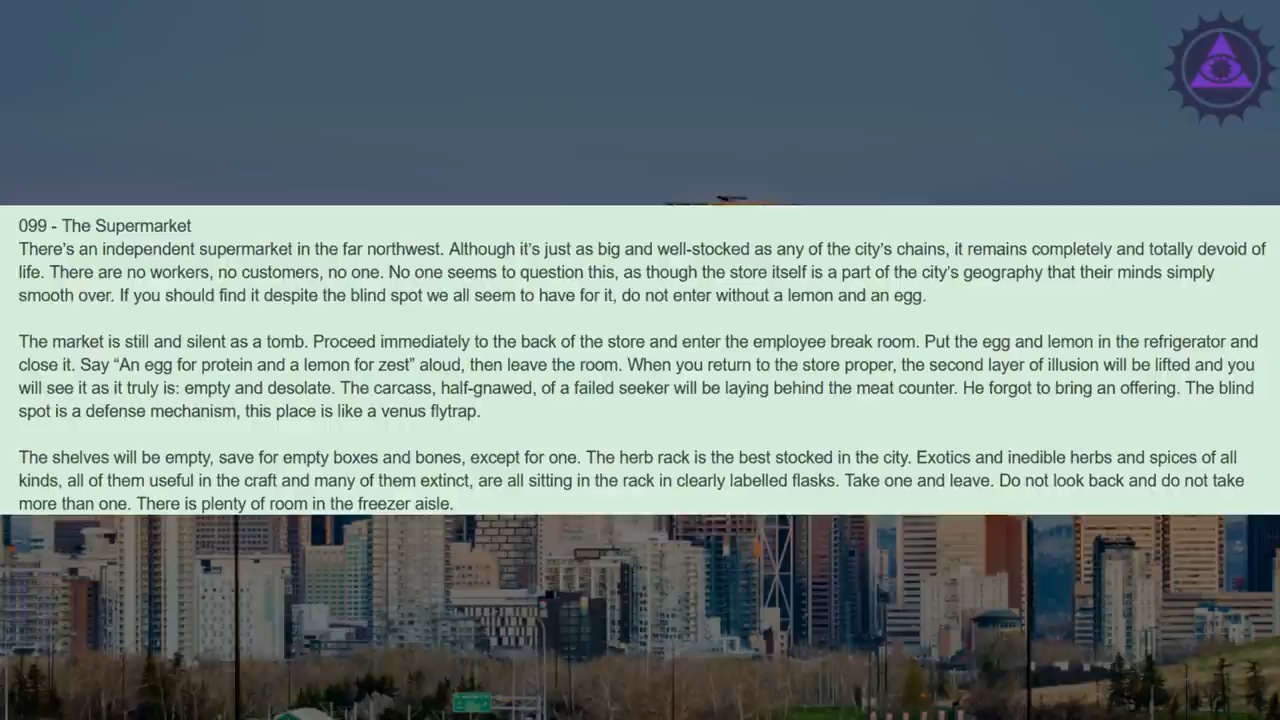 099 - The Supermarket
There's an independent supermarket in the far northwest. Although it's just as big and well-stocked as any of the city's chains, it remains completely and totally devoid of
life. There are no workers, no customers, no one. No one seems to question this, as though the store itself is a part of the city's geography that their minds simply
smooth over. If you should find it despite the blind spot we all seem to have for it, do not enter without a lemon and an egg.
The market is still and silent as a tomb. Proceed immediately to the back of the store and enter the employee break room. Put the egg and lemon in the refrigerator and
close it. Say “An egg for protein and a lemon for zest” aloud, then leave the room. When you return to the store proper, the second layer of illusion will be lifted and you
will see it as it truly is: empty and desolate. The carcass, half-gnawed, of a failed seeker will be laying behind the meat counter. He forgot to bring an offering. The blind
spot is a defense mechanism, this place is like a venus flytrap.
The shelves will be empty, save for empty boxes and bones, except for one. The herb rack is the best stocked in the city. Exotics and inedible herbs and spices of all
kinds, all of them useful in the craft and many of them extinct, are all sitting in the rack in clearly labelled flasks. Take one and leave. Do not look back and do not take
more than one. There is plenty of room in the freezer aisle.